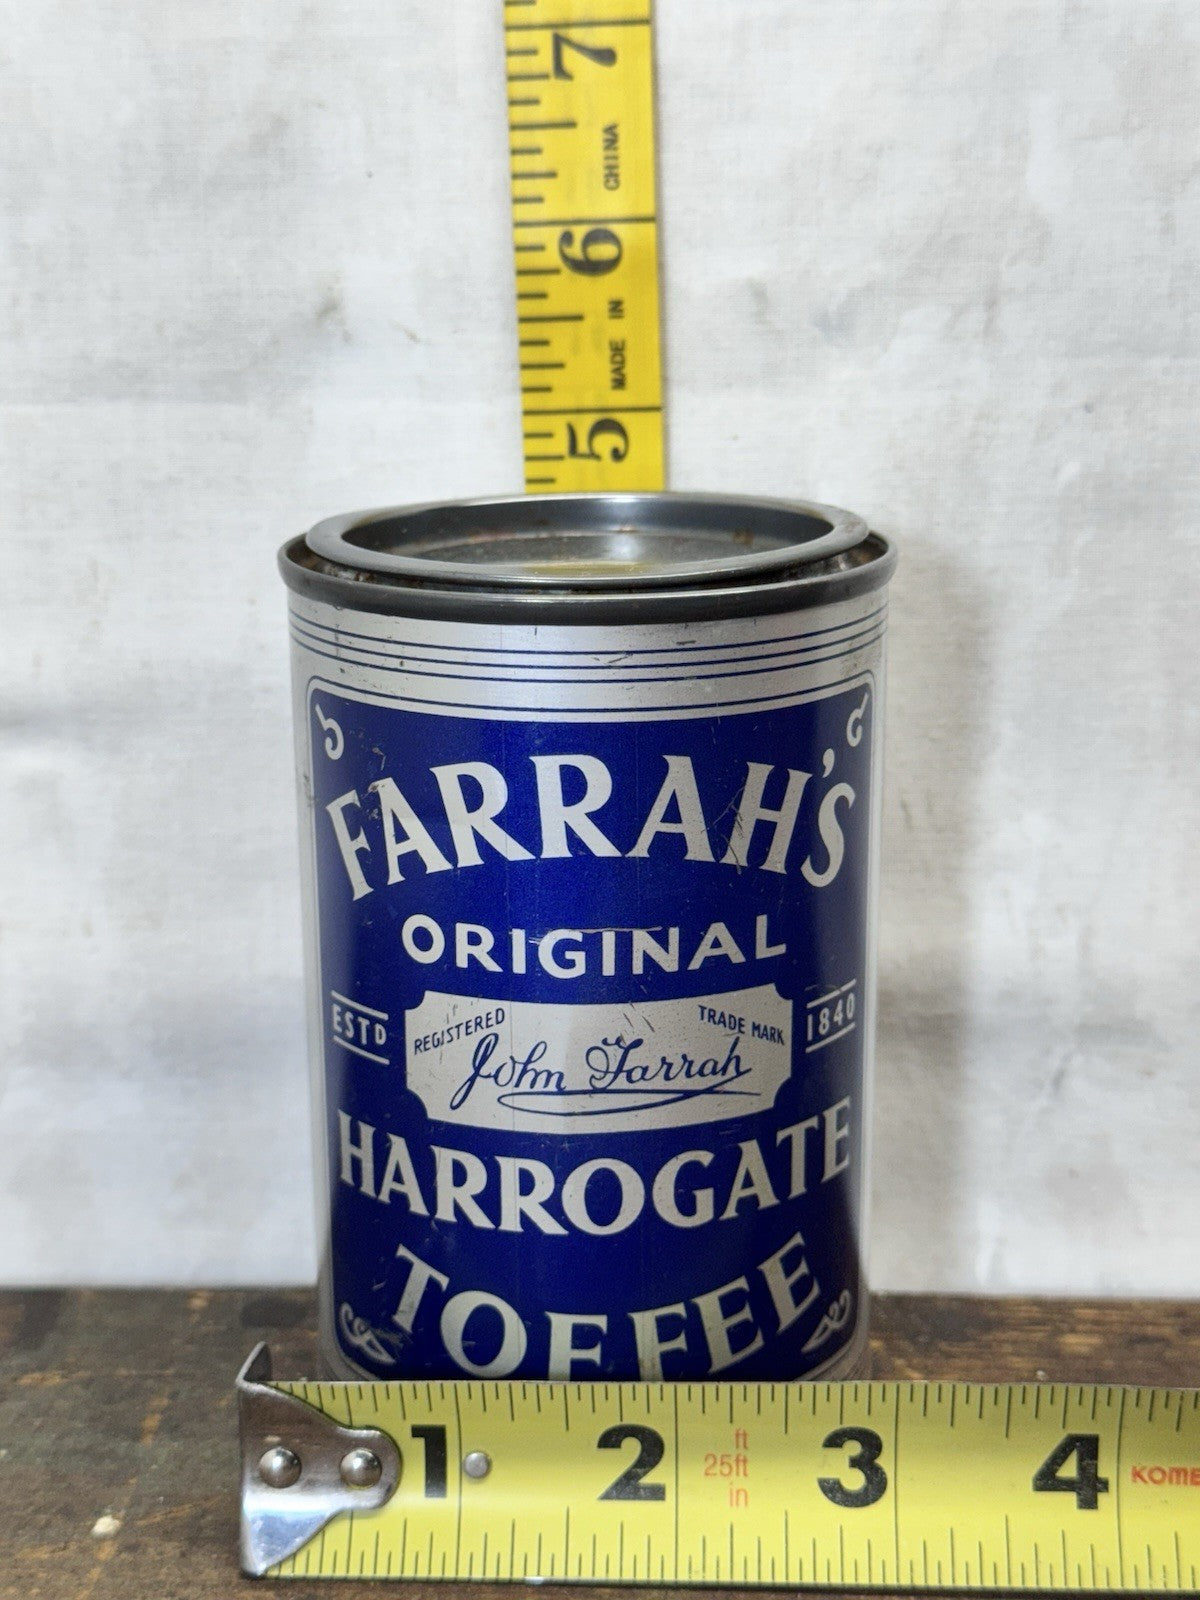 7
CHINA
6
MADE IN
5
FARRAH'S
ORIGINAL
ESTD
REGISTERED
TRADE MARK
1840
John Farrah
HARROGATE
TOFFEE
1
2
ft
25ft
in
3
4
KOME